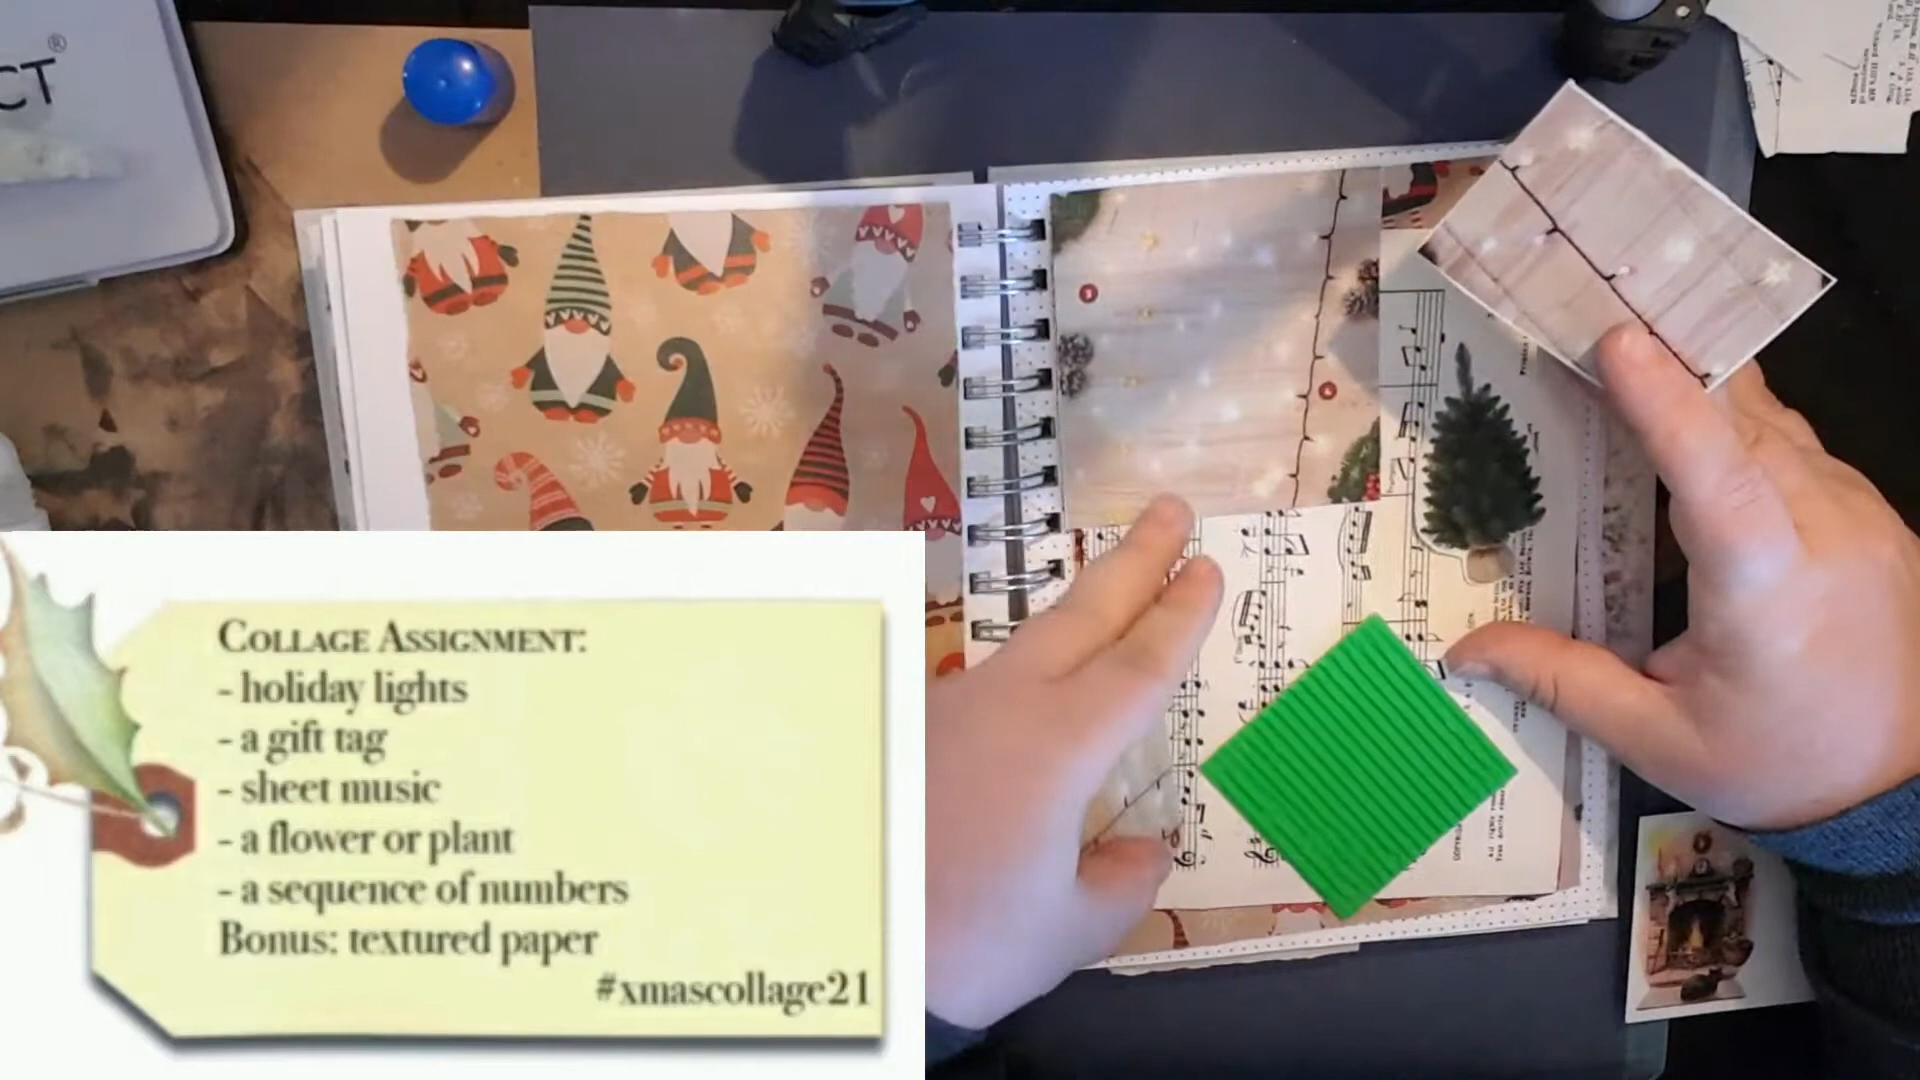 CT®
COLLAGE ASSIGNMENT:
- holiday lights
- a gift tag
- sheet music
- a flower or plant
- a sequence of numbers
Bonus: textured paper
#xmascollage21